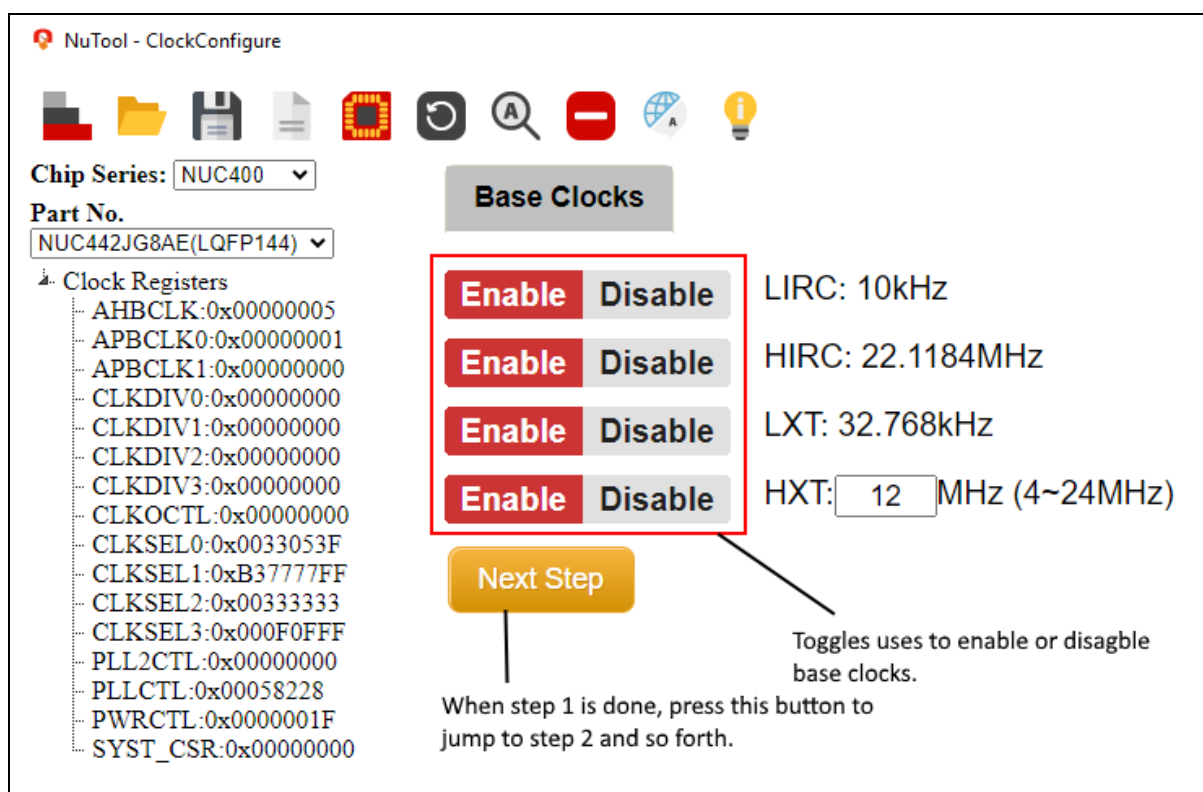 NuTool - ClockConfigure
Chip Series: NUC400
Part No.
NUC442JG8AE(LQFP144)
Clock Registers
AHBCLK:0x00000005
APBCLK0:0x00000001
APBCLK1:0x00000000
CLKDIV0:0x00000000
CLKDIV1:0x00000000
CLKDIV2:0x00000000
CLKDIV3:0x00000000
CLKOCTL:0x00000000
CLKSEL0:0x0033053F
CLKSEL1:0xB37777FF
CLKSEL2:0x00333333
CLKSEL3:0x000F0FFF
PLL2CTL:0x00000000
PLLCTL:0x00058228
PWRCTL:0x0000001F
SYST_CSR:0x00000000
Base Clocks
Enable Disable LIRC: 10kHz
Enable Disable HIRC: 22.1184MHz
Enable Disable LXT: 32.768kHz
Enable Disable HXT: 12 MHz (4~24MHz)
Next Step
Toggles uses to enable or disagble
base clocks.
When step 1 is done, press this button to
jump to step 2 and so forth.